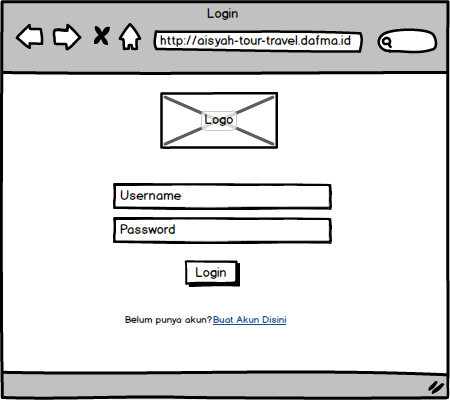 Login
http://aisyah-tour-travel.dafma.id
Logo
Username
Password
Login
Belum punya akun?Buat Akun Disini